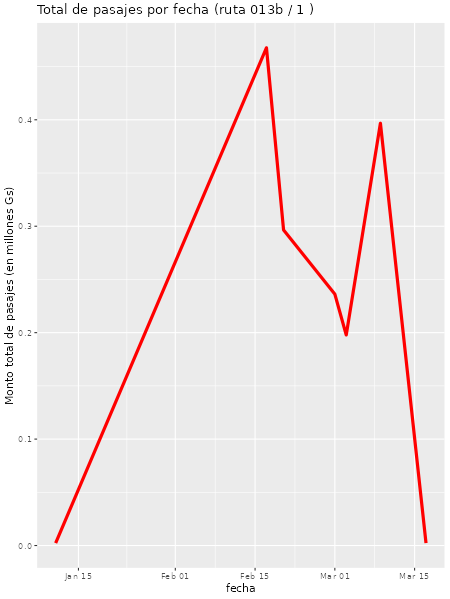 Total de pasajes por fecha (ruta 013b / 1 )
Monto total de pasajes (en millones Gs)
0.4
0.3
0.2
0.1
0.0
Jan 15
Feb 01
Feb 15
Mar 01
Mar 15
fecha